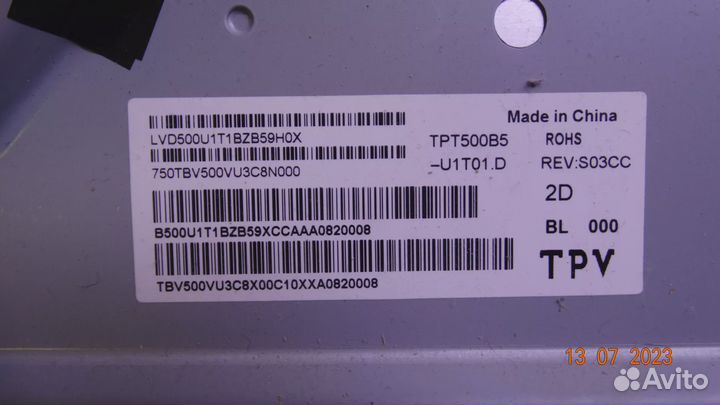 Made in China
LVD500U1T1BZB59H0X
TPT500B5
ROHS
750TBV500VU3C8N000
-U1T01.D
REV:S03CC
2D
B500U1T1BZB59XCCAAA0820008
BL 000
TBV500VU3C8X00C10XXA0820008
TPV
13 07 2023
Avito